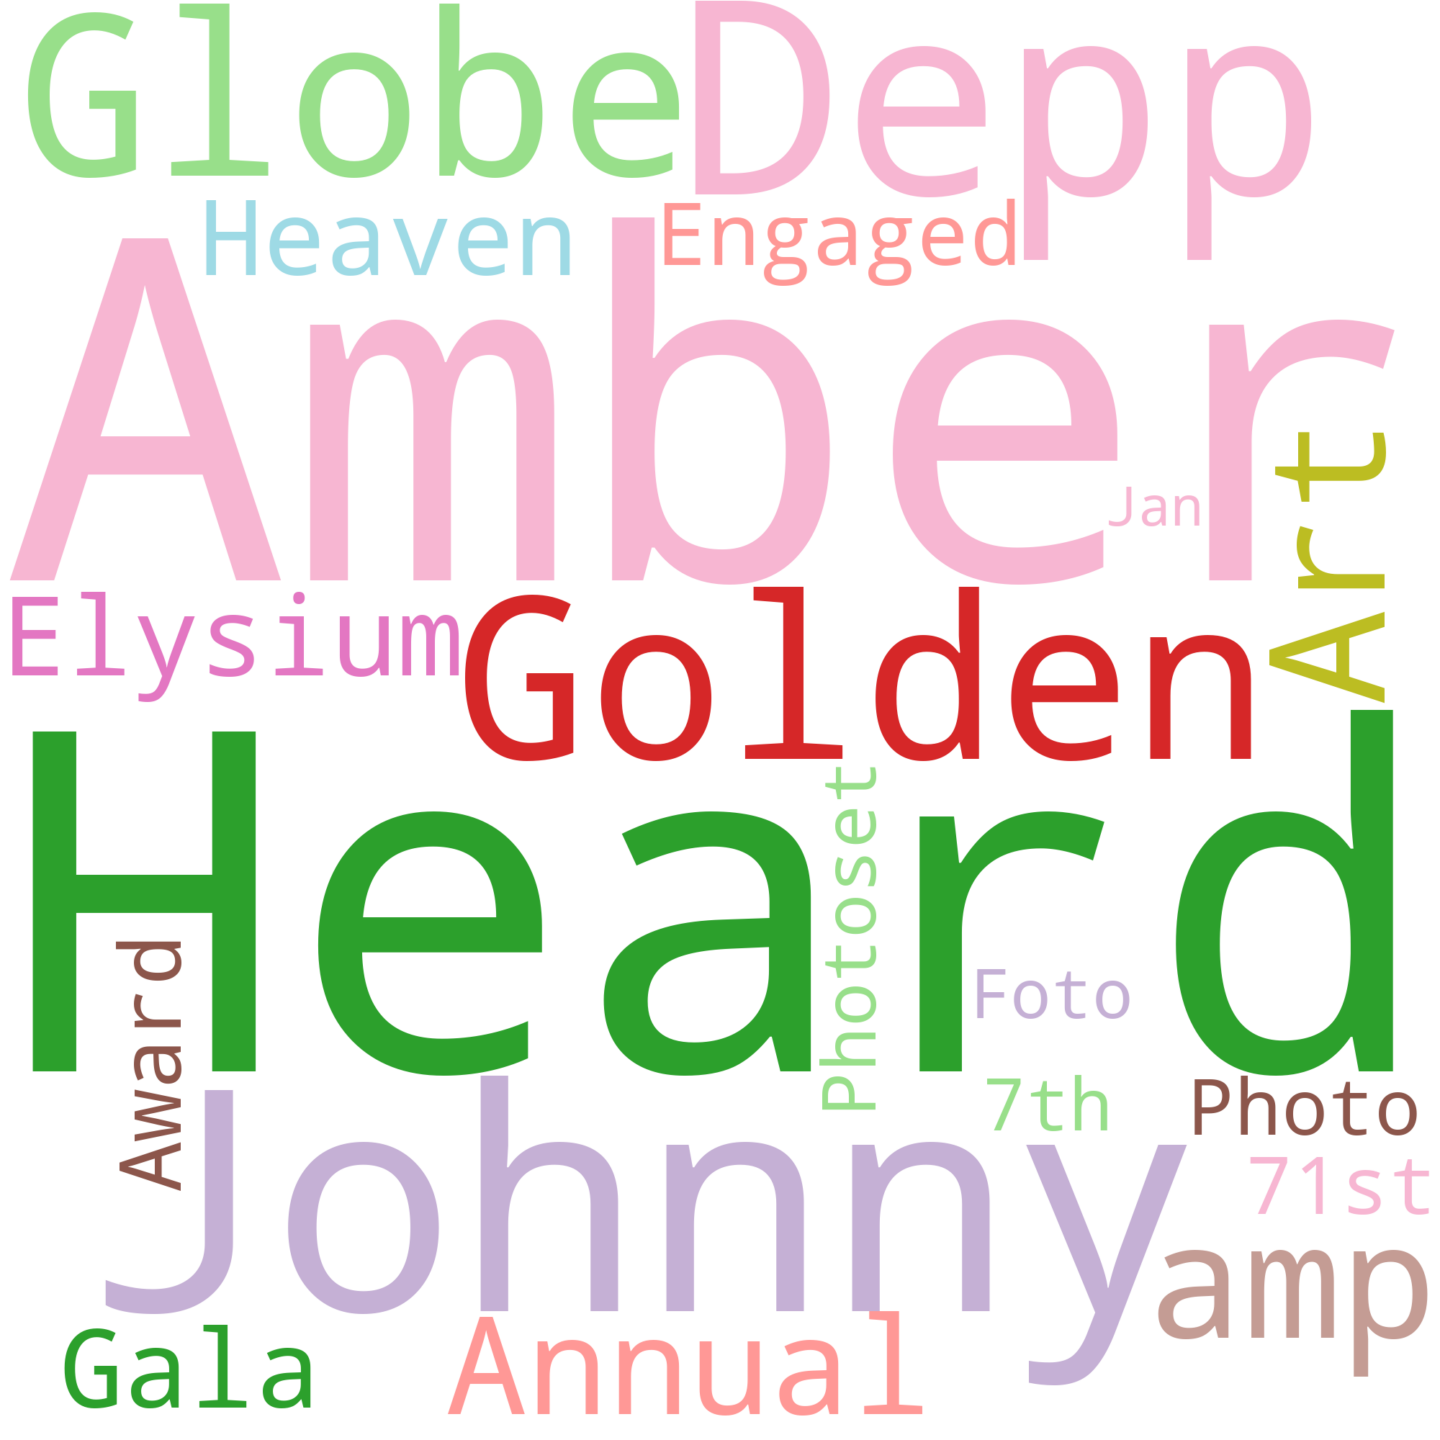 Globe Depp
Heaven Engaged
Amber
Jan
Art
Elysium Golden
Heard
Photoset
Award
Foto
7th Photo
Johnny
71st
amp
Gala Annual